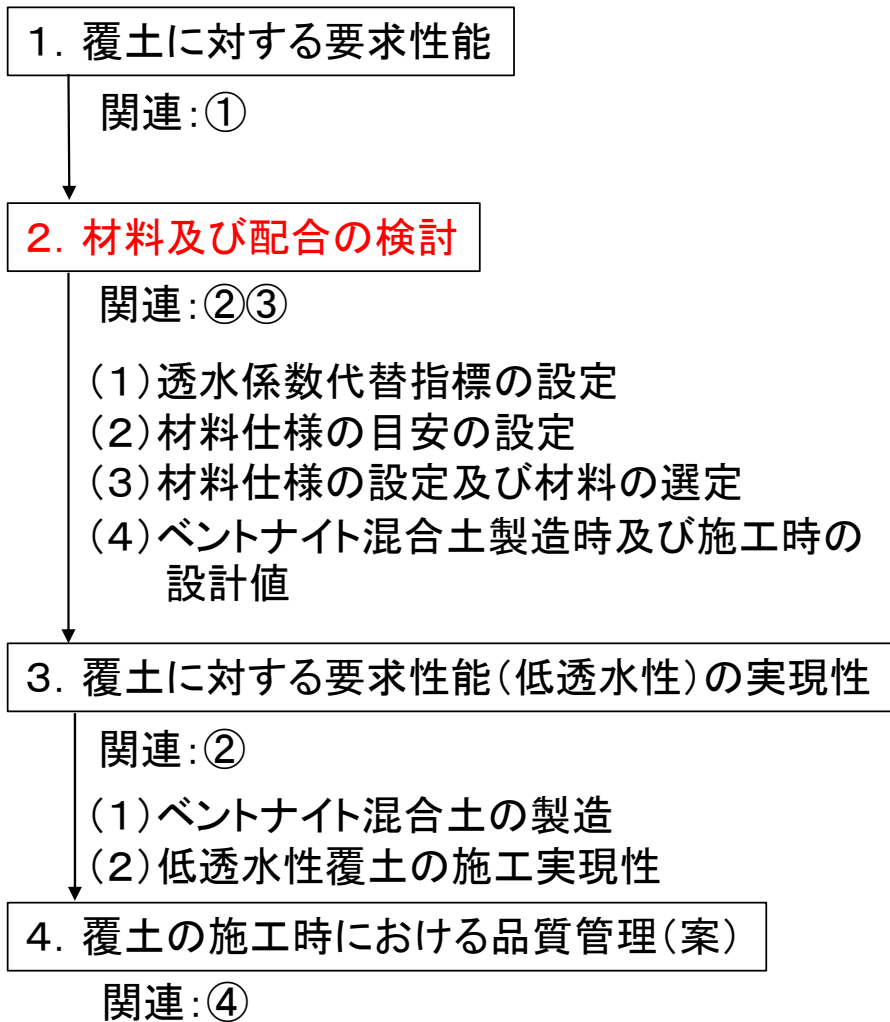 １．覆土に対する要求性能
関連：①
２．材料及び配合の検討
関連：②③
（１）透水係数代替指標の設定
（２）材料仕様の目安の設定
（３）材料仕様の設定及び材料の選定
（４）ベントナイト混合土製造時及び施工時の
設計値
３．覆土に対する要求性能（低透水性）の実現性
関連：②
（１）ベントナイト混合土の製造
（２）低透水性覆土の施工実現性
４．覆土の施工時における品質管理（案）
関連：④